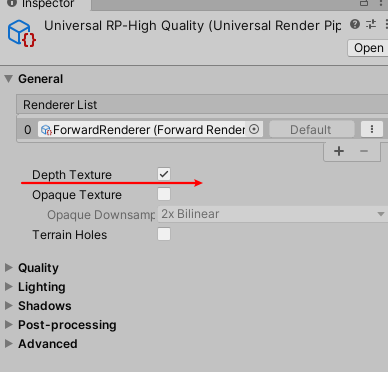 Inspector
Universal RP-High Quality (Universal Render Pip
Open
General
Renderer List
0 ForwardRenderer (Forward Render Default
Depth Texture
Opaque Texture
Opaque Downsamp 2x Bilinear
Terrain Holes
Quality
Lighting
Shadows
Post-processing
Advanced